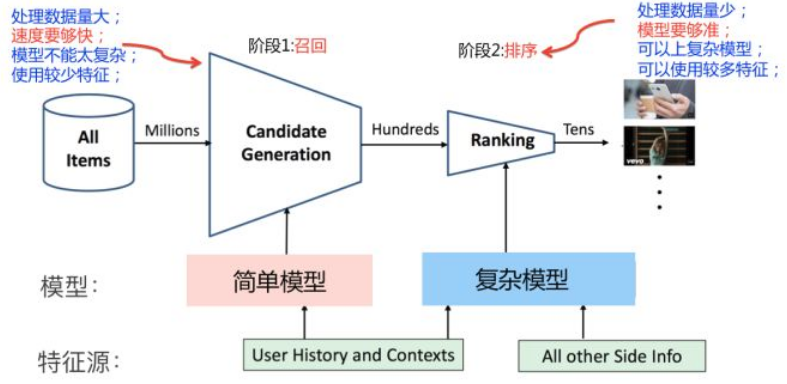 处理数据量大；
速度要够快；
模型不能太复杂；
使用较少特征；
阶段1:召回
阶段2:排序
处理数据量少；
模型要够准；
可以上复杂模型；
可以使用较多特征；
All
Items
Millions
Candidate
Generation
Hundreds
Ranking
Tens
vevo
模型：
简单模型
复杂模型
特征源：
User History and Contexts
All other Side Info